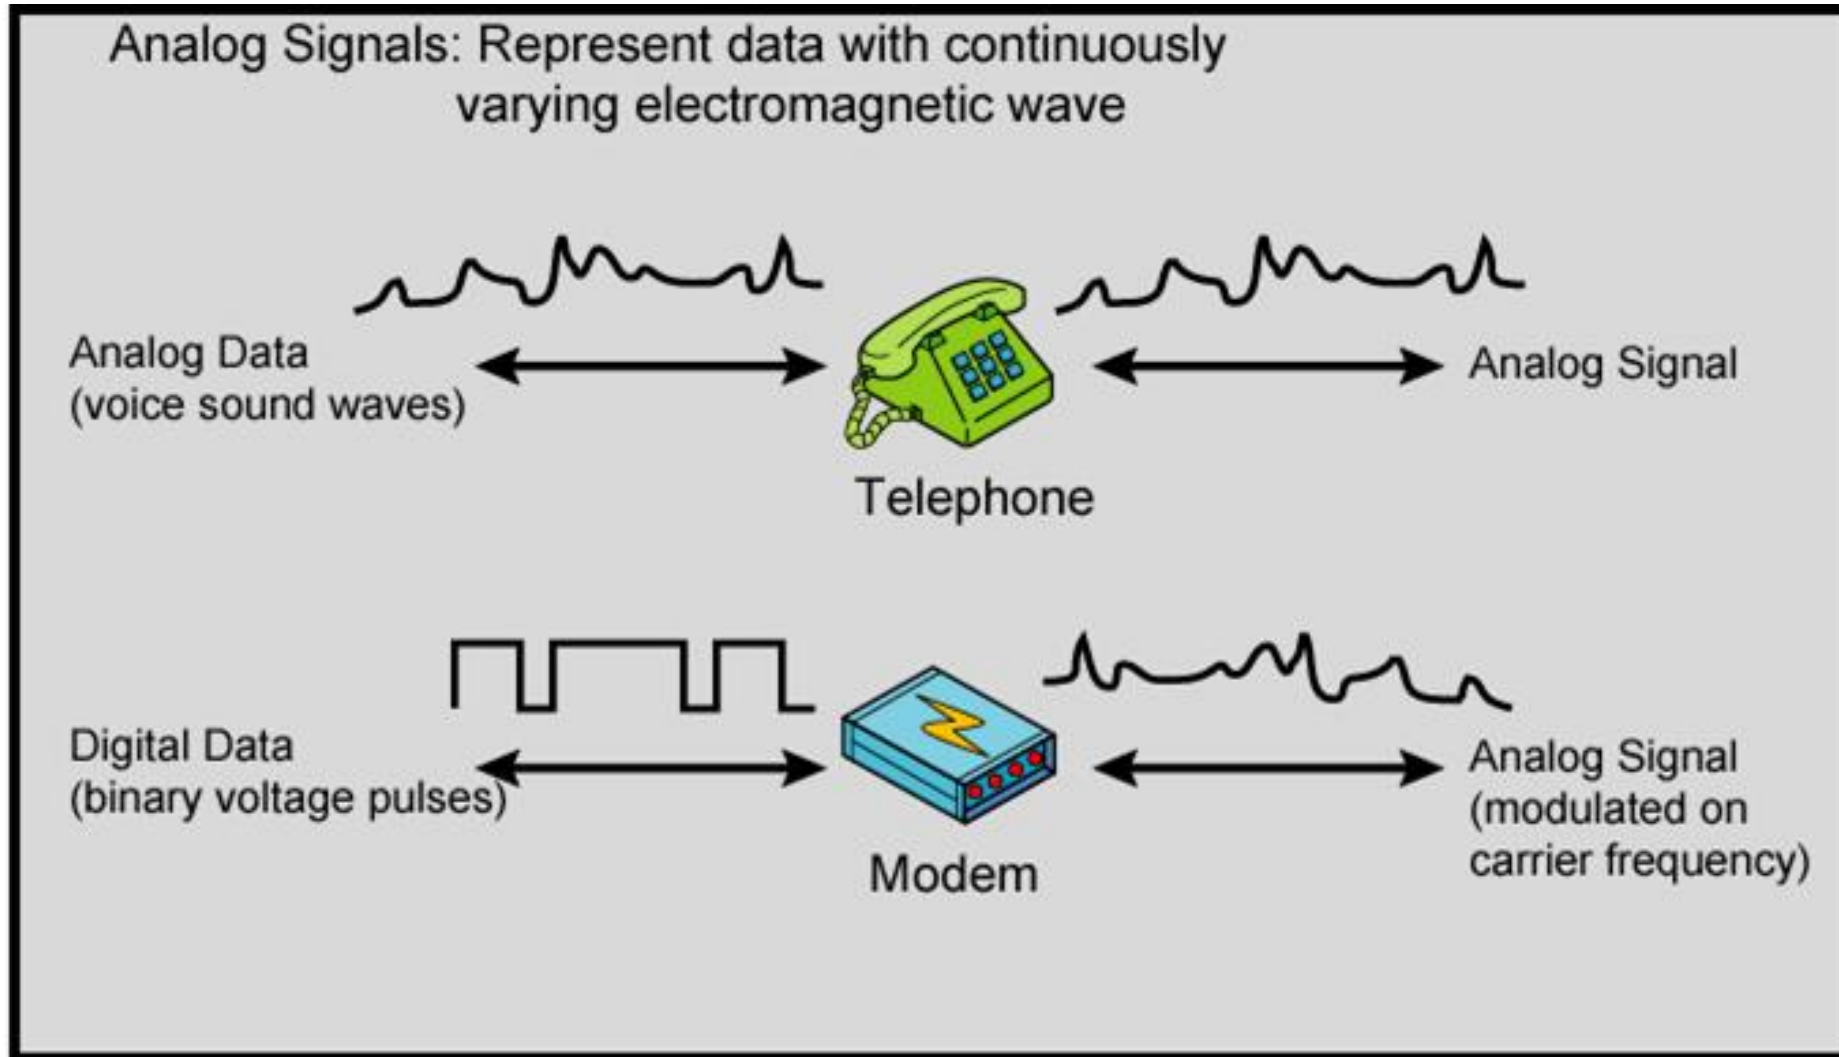 Analog Signals: Represent data with continuously
varying electromagnetic wave
Analog Data
(voice sound waves)
Analog Signal
Telephone
Digital Data
(binary voltage pulses)
Analog Signal
(modulated on
carrier frequency)
Modem